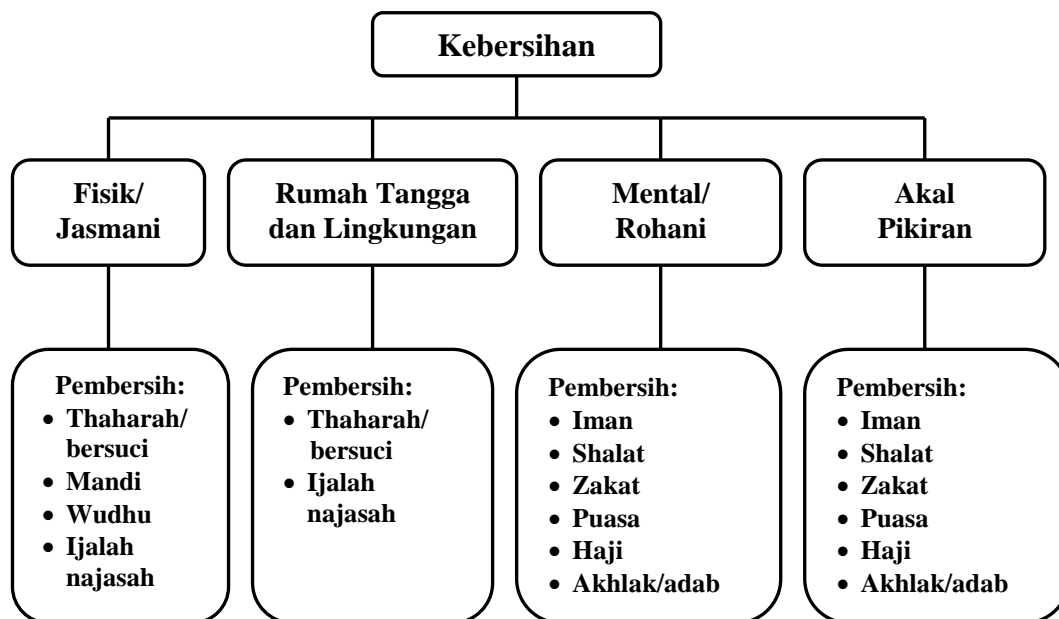 Kebersihan
Fisik/
Jasmani
Rumah Tangga
dan Lingkungan
Mental/
Rohani
Akal
Pikiran
Pembersih:
• Thaharah/
bersuci
• Mandi
• Wudhu
• Ijalah
najasah
Pembersih:
• Thaharah/
bersuci
• Ijalah
najasah
Pembersih:
• Iman
• Shalat
• Zakat
• Puasa
• Haji
• Akhlak/adab
Pembersih:
• Iman
• Shalat
• Zakat
• Puasa
• Haji
• Akhlak/adab